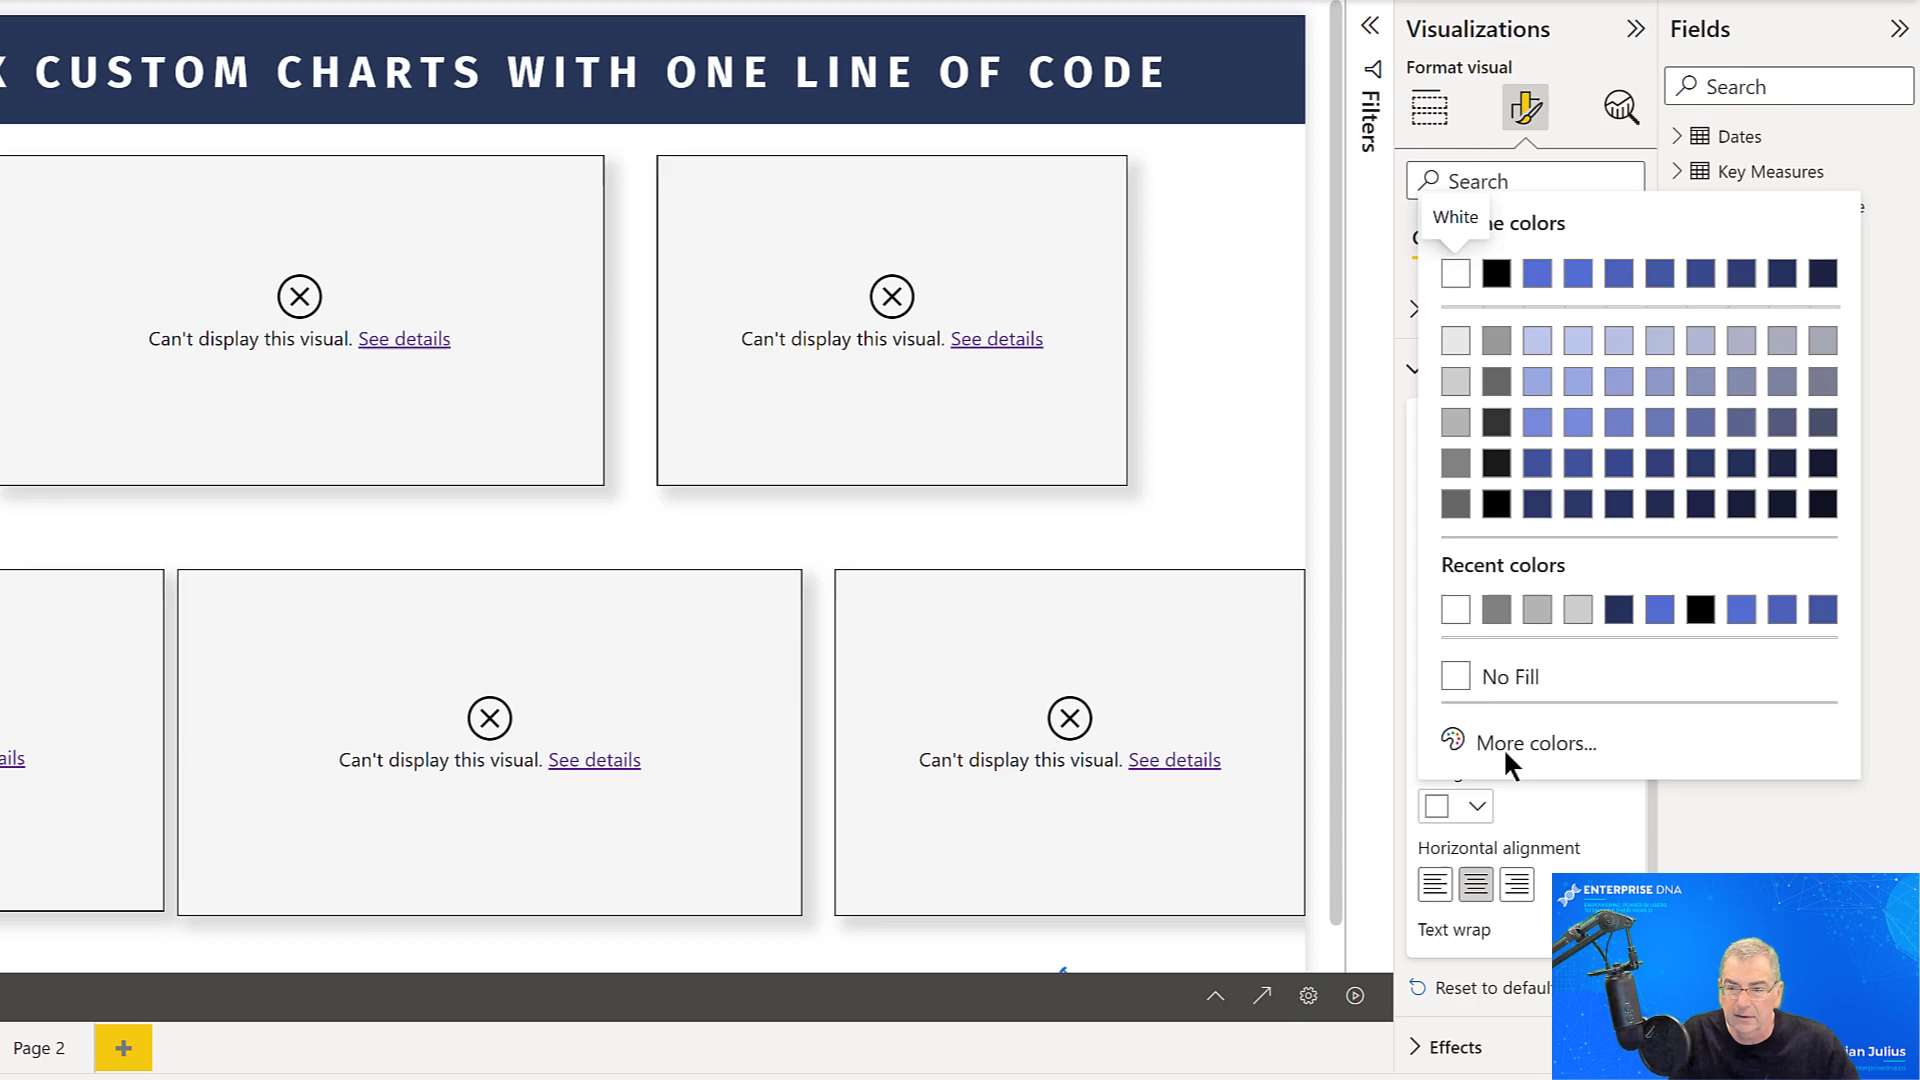 CUSTOM CHARTS WITH ONE LINE OF CODE
Can't display this visual. See details
Can't display this visual. See details
ails
Can't display this visual. See details
Can't display this visual. See details
Page 2
Filters
Visualizations
Format visual
Search
White
ne colors
Recent colors
No Fill
More colors...
Horizontal alignment
Text wrap
Reset to defaul
Effects
Fields
Search
Dates
Key Measures
e
ENTERPRISE DNA
ian Julius